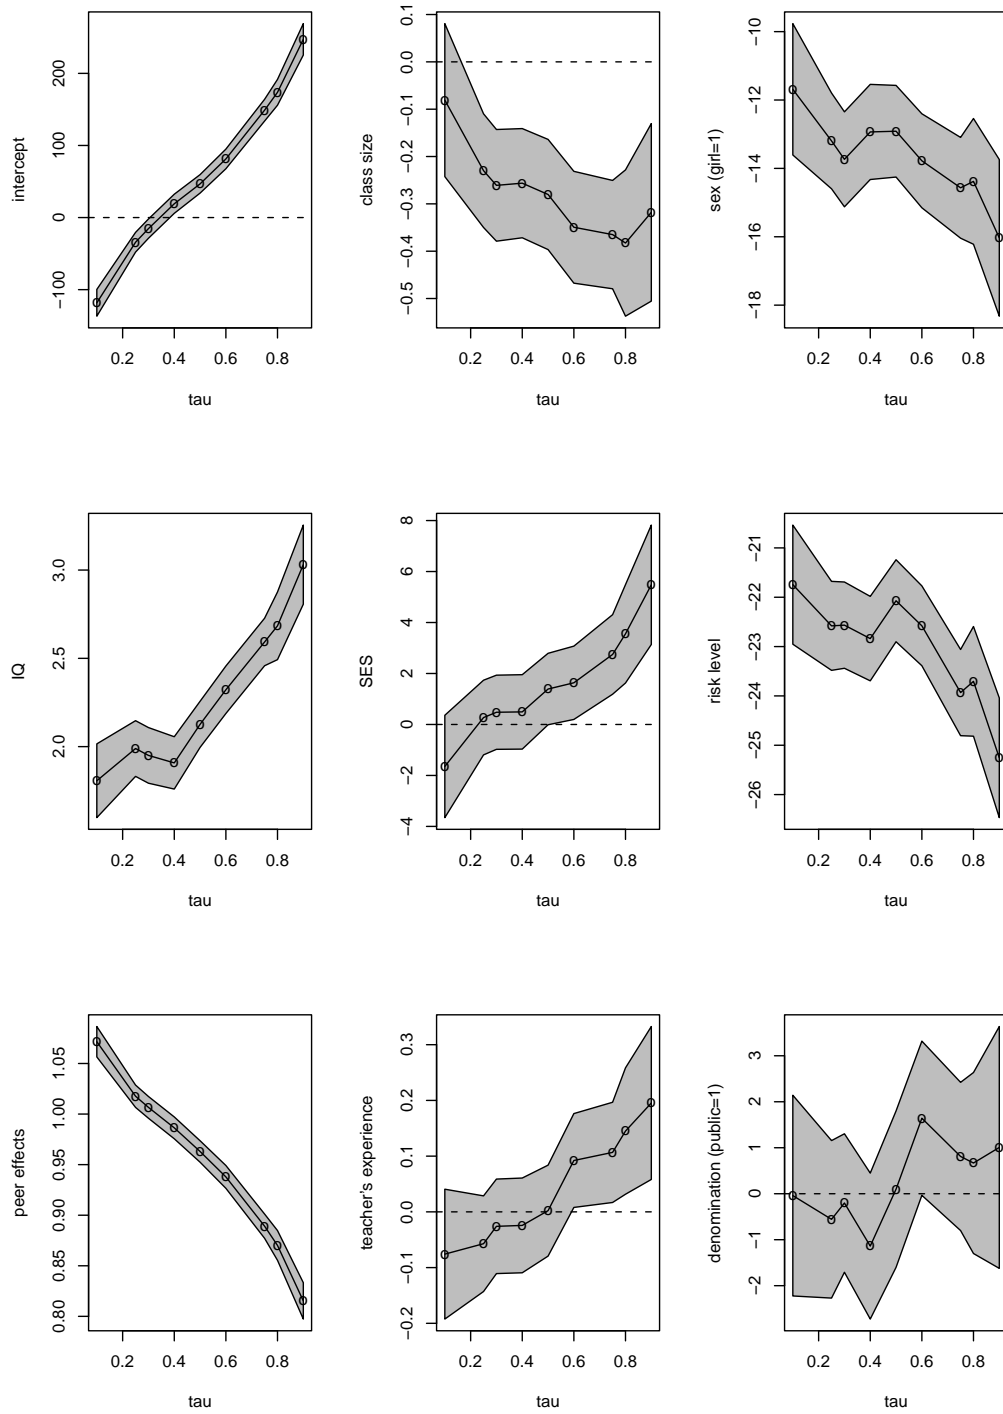 intercept
200
100
0
−100
0.2 0.4 0.6 0.8
tau
class size
0.1
0.0
−0.1
−0.2
−0.3
−0.4
−0.5
0.2 0.4 0.6 0.8
tau
sex (girl=1)
−10
−12
−14
−16
−18
0.2 0.4 0.6 0.8
tau
IQ
3.0
2.5
2.0
0.2 0.4 0.6 0.8
tau
SES
8
6
4
2
0
−2
−4
0.2 0.4 0.6 0.8
tau
risk level
−21
−22
−23
−24
−25
−26
0.2 0.4 0.6 0.8
tau
peer effects
1.05
1.00
0.95
0.90
0.85
0.80
0.2 0.4 0.6 0.8
tau
teacher's experience
0.3
0.2
0.1
0.0
−0.1
−0.2
0.2 0.4 0.6 0.8
tau
denomination (public=1)
3
2
1
0
−1
−2
0.2 0.4 0.6 0.8
tau